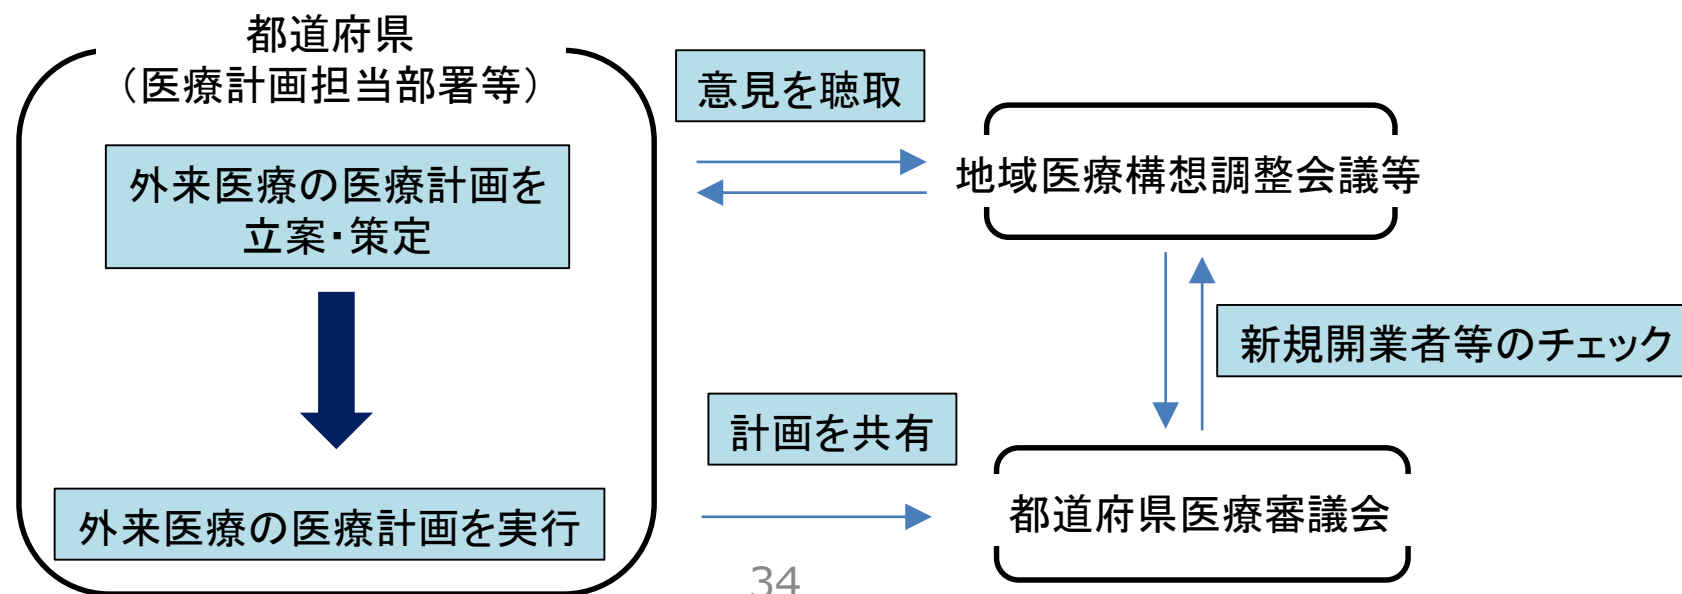 都道府県
（医療計画担当部署等）
意見を聴取
外来医療の医療計画を
立案・策定
地域医療構想調整会議等
新規開業者等のチェック
計画を共有
外来医療の医療計画を実行
都道府県医療審議会
34